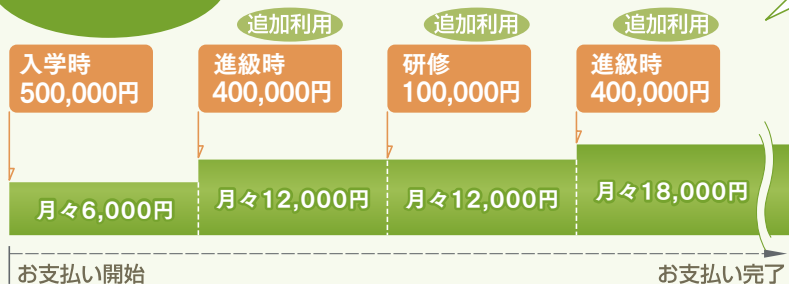 追加利用
追加利用
追加利用
入学時
500,000円
進級時
400,000円
研修
100,000円
進級時
400,000円
月々6,000円
月々12,000円
月々12,000円
月々18,000円
お支払い開始
お支払い完了